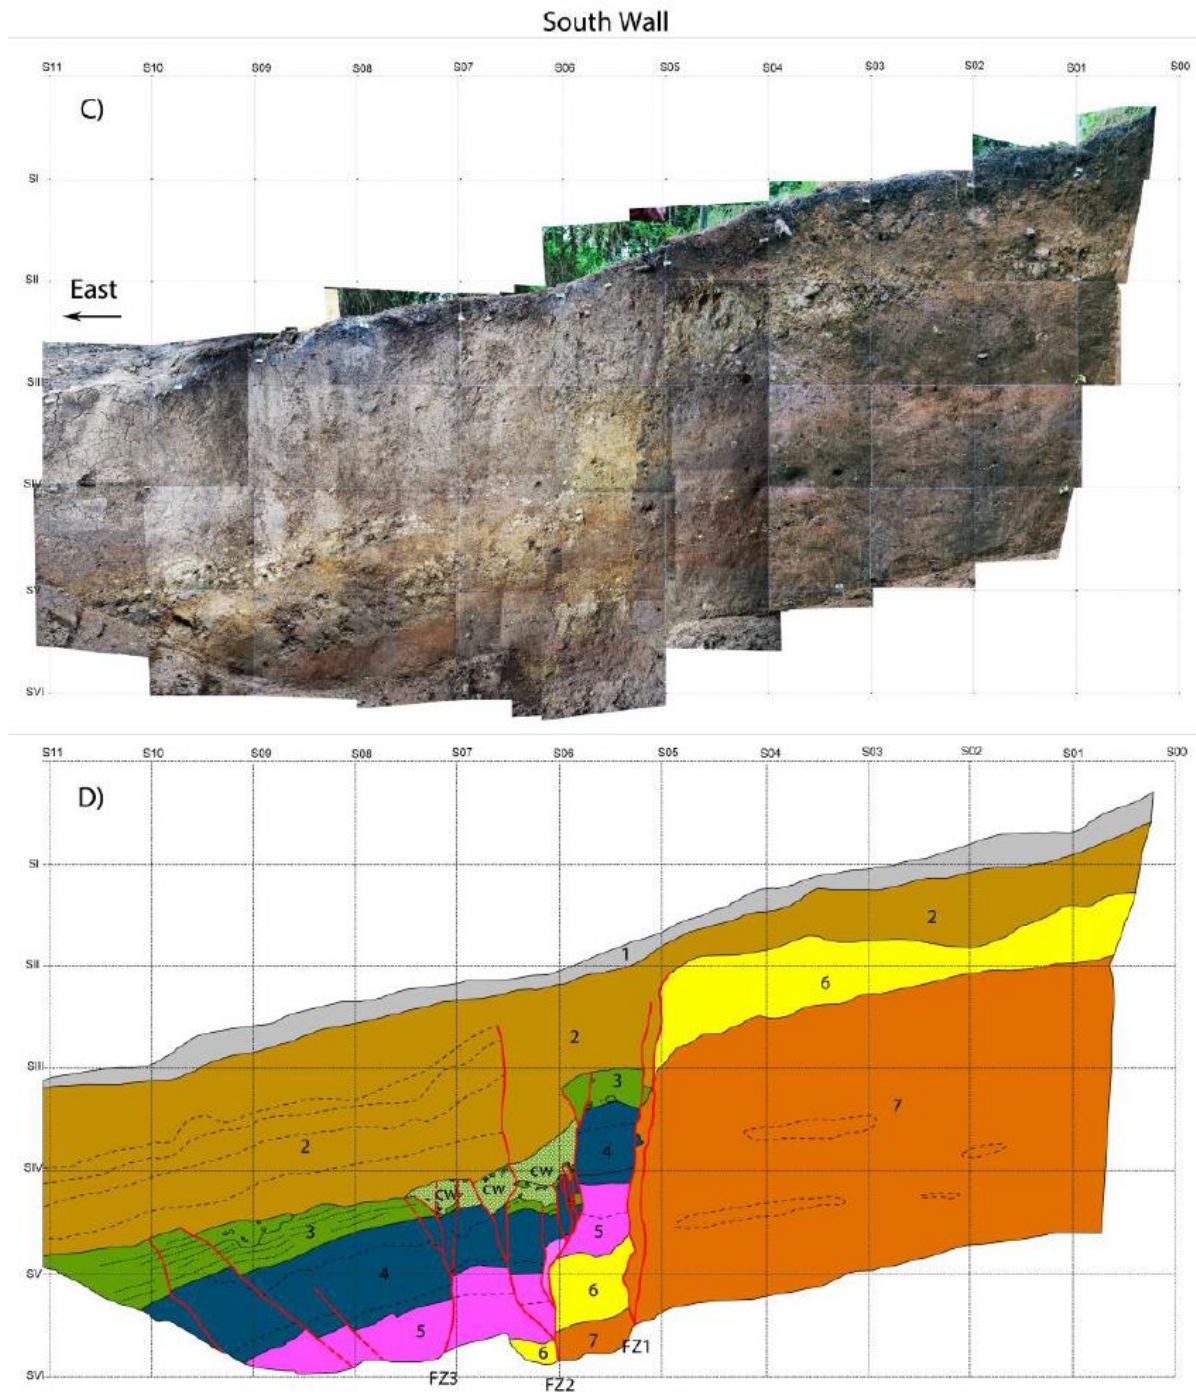 South Wall
S11 S10 S09 S08 S07 S06 S05 S04 S03 S02 S01 S00
C)
SI
SII
East
SIII
SIV
SV
SVI
S11 S10 S09 S08 S07 S06 S05 S04 S03 S02 S01 S00
D)
SI
2
1
SII
6
2
SIII
3
7
2
4
SIV
CW
CW
CW
3
5
SV
4
6
5
7
6
FZ1
SVI
FZ3
FZ2